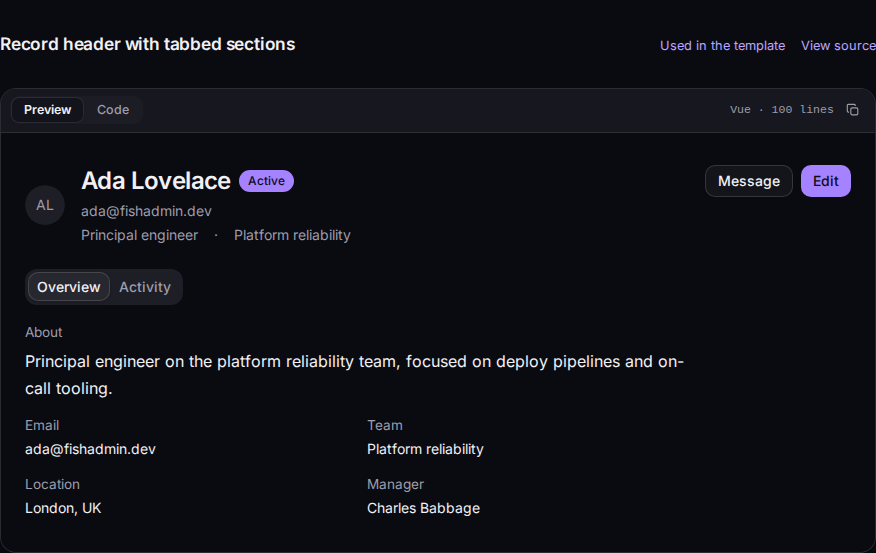 Record header with tabbed sections
Used in the template View source
Preview Code
Vue · 100 lines
AL
Ada Lovelace Active
ada@fishadmin.dev
Principal engineer · Platform reliability
Message Edit
Overview Activity
About
Principal engineer on the platform reliability team, focused on deploy pipelines and on-
call tooling.
Email Team
ada@fishadmin.dev Platform reliability
Location Manager
London, UK Charles Babbage